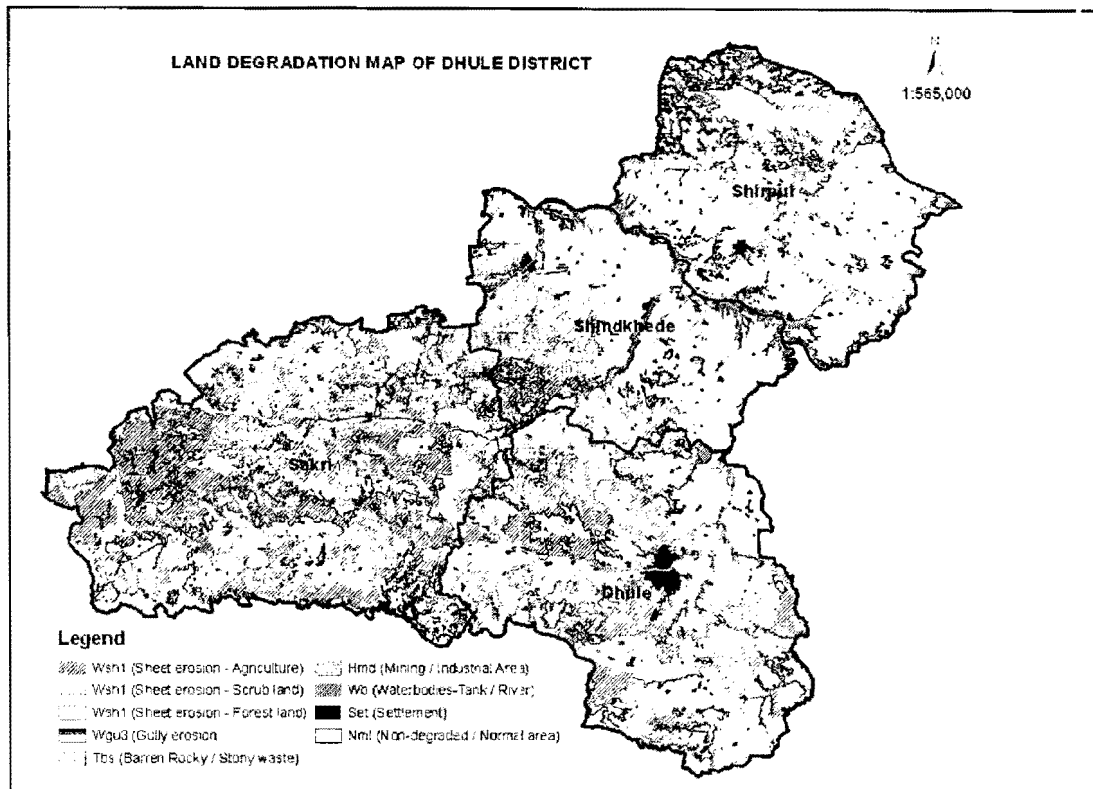 LAND DEGRADATION MAP OF DHULE DISTRICT
N
1:565,000
Shirpur
Shindkhede
Sakri
Dhule
Legend
Wsh1 (Sheet erosion - Agriculture)
Wsh1 (Sheet erosion - Scrub land)
Wsh1 (Sheet erosion - Forest land)
Wgu3 (Gully erosion
Tbs (Barren Rocky / Stony waste)
Hmd (Mining / Industrial Area)
Wb (Waterbodies-Tank / River)
Set (Settlement)
Nml (Non-degraded / Normal area)